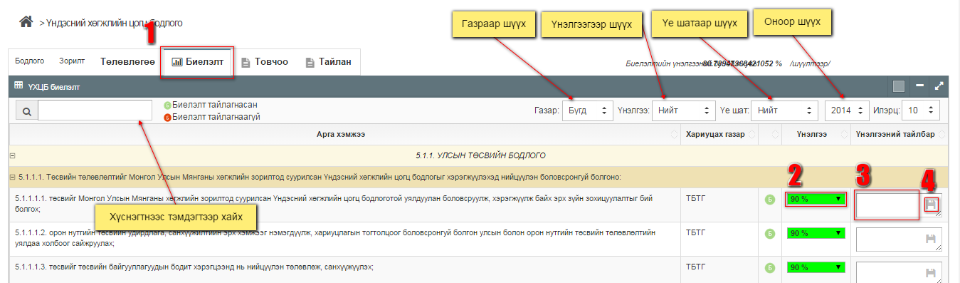 > Үндэсний хөгжлийн цогц бодлого
Газраар шүүх
Үнэлгээгээр шүүх
Үе шатаар шүүх
Оноор шүүх
1
Бодлого Зорилт Төлөвлөгөө Биелэлт Товчоо Тайлан
Биелэлтийн үнэлгээний /шүүлтээр/
ҮХЦБ биелэлт
Биелэлт тайлагнасан
Биелэлт тайлагнаагүй
Газар: Бүгд Үнэлгээ: Нийт Үе шат: Нийт 2014 Илэрц: 10
Арга хэмжээ Хариуцах газар Үнэлгээ Үнэлгээний тайлбар
5.1.1. УЛСЫН ТӨСВИЙН БОДЛОГО
5.1.1.1. Төсвийн төлөвлөлтийг Монгол Улсын Мянганы хөгжлийн зорилтод суурилсан Үндэсний хөгжлийн цогц бодлогыг хэрэгжүүлэхэд нийцүүлэн боловсронгуй болгоно:
2 3 4
5.1.1.1.1. төсвийг Монгол Улсын Мянганы хөгжлийн зорилтод суурилсан Үндэсний хөгжлийн цогц бодлоготой уялдуулан боловсруулж, хэрэгжүүлж байх эрх зүйн зохицуулалтыг бий
болгох; ТБТГ Б 90 %
Хүснэгтнээс тэмдэгтээр хайх
5.1.1.1.2. орон нутгийн төсвийн удирдлага, санхүүжилтийн эрх хэмжээг нэмэгдүүлж, хариуцлагын тогтолцоог боловсронгуй болгон улсын болон орон нутгийн төсвийн төлөвлөлтийн
уялдаа холбоог сайжруулах; ТБТГ Б 90 %
5.1.1.1.3. төсвийг төсвийн байгууллагуудын бодит хэрэгцээнд нь нийцүүлэн төлөвлөж, санхүүжүүлэх; ТБТГ Б 90 %